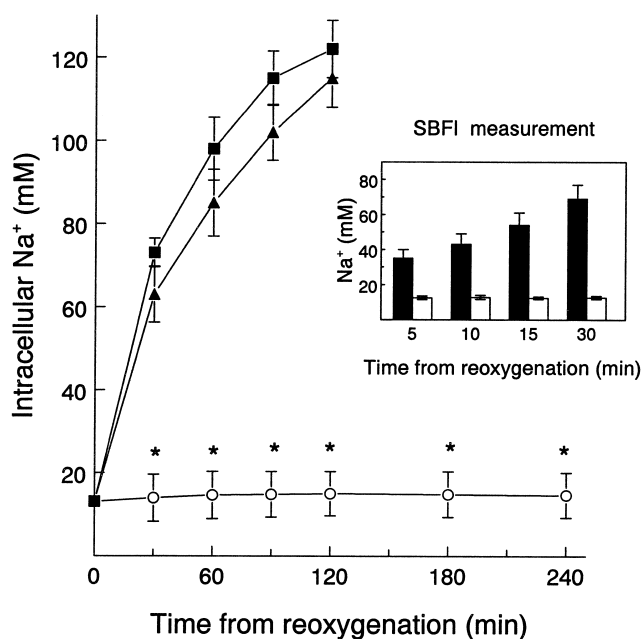 Intracellular Na⁺ (mM)
120
100
80
60
40
20
* * * * * *
0 60 120 180 240
Time from reoxygenation (min)
SBFI measurement
Na⁺ (mM)
80
60
40
20
5 10 15 30
Time from reoxygenation (min)